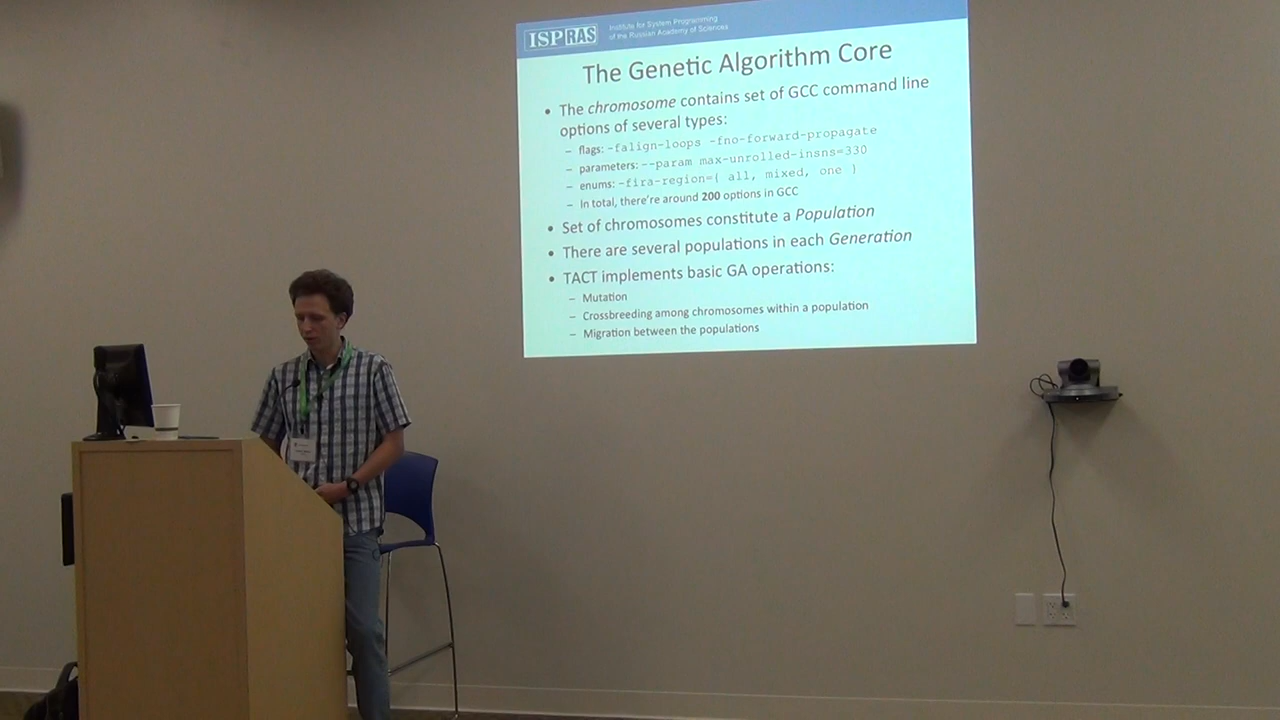 ISPRAS
Institute for System Programming
of the Russian Academy of Sciences
The Genetic Algorithm Core
• The chromosome contains set of GCC command line
options of several types:
– flags: -falign-loops -fno-forward-propagate
– parameters: --param max-unrolled-insns=330
– enums: -fira-region={ all, mixed, one }
– In total, there're around 200 options in GCC
• Set of chromosomes constitute a Population
• There are several populations in each Generation
• TACT implements basic GA operations:
– Mutation
– Crossbreeding among chromosomes within a population
– Migration between the populations